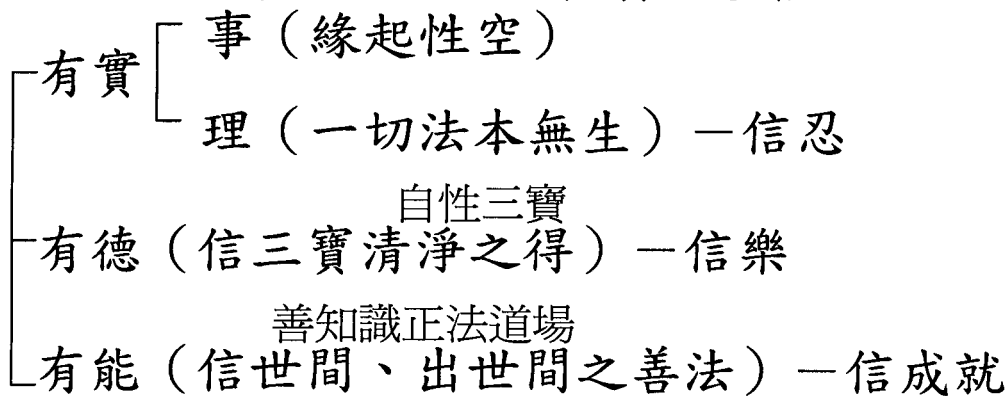 事（緣起性空）
有實
理（一切法本無生）－信忍
自性三寶
有德（信三寶清淨之得）－信樂
善知識正法道場
有能（信世間、出世間之善法）－信成就